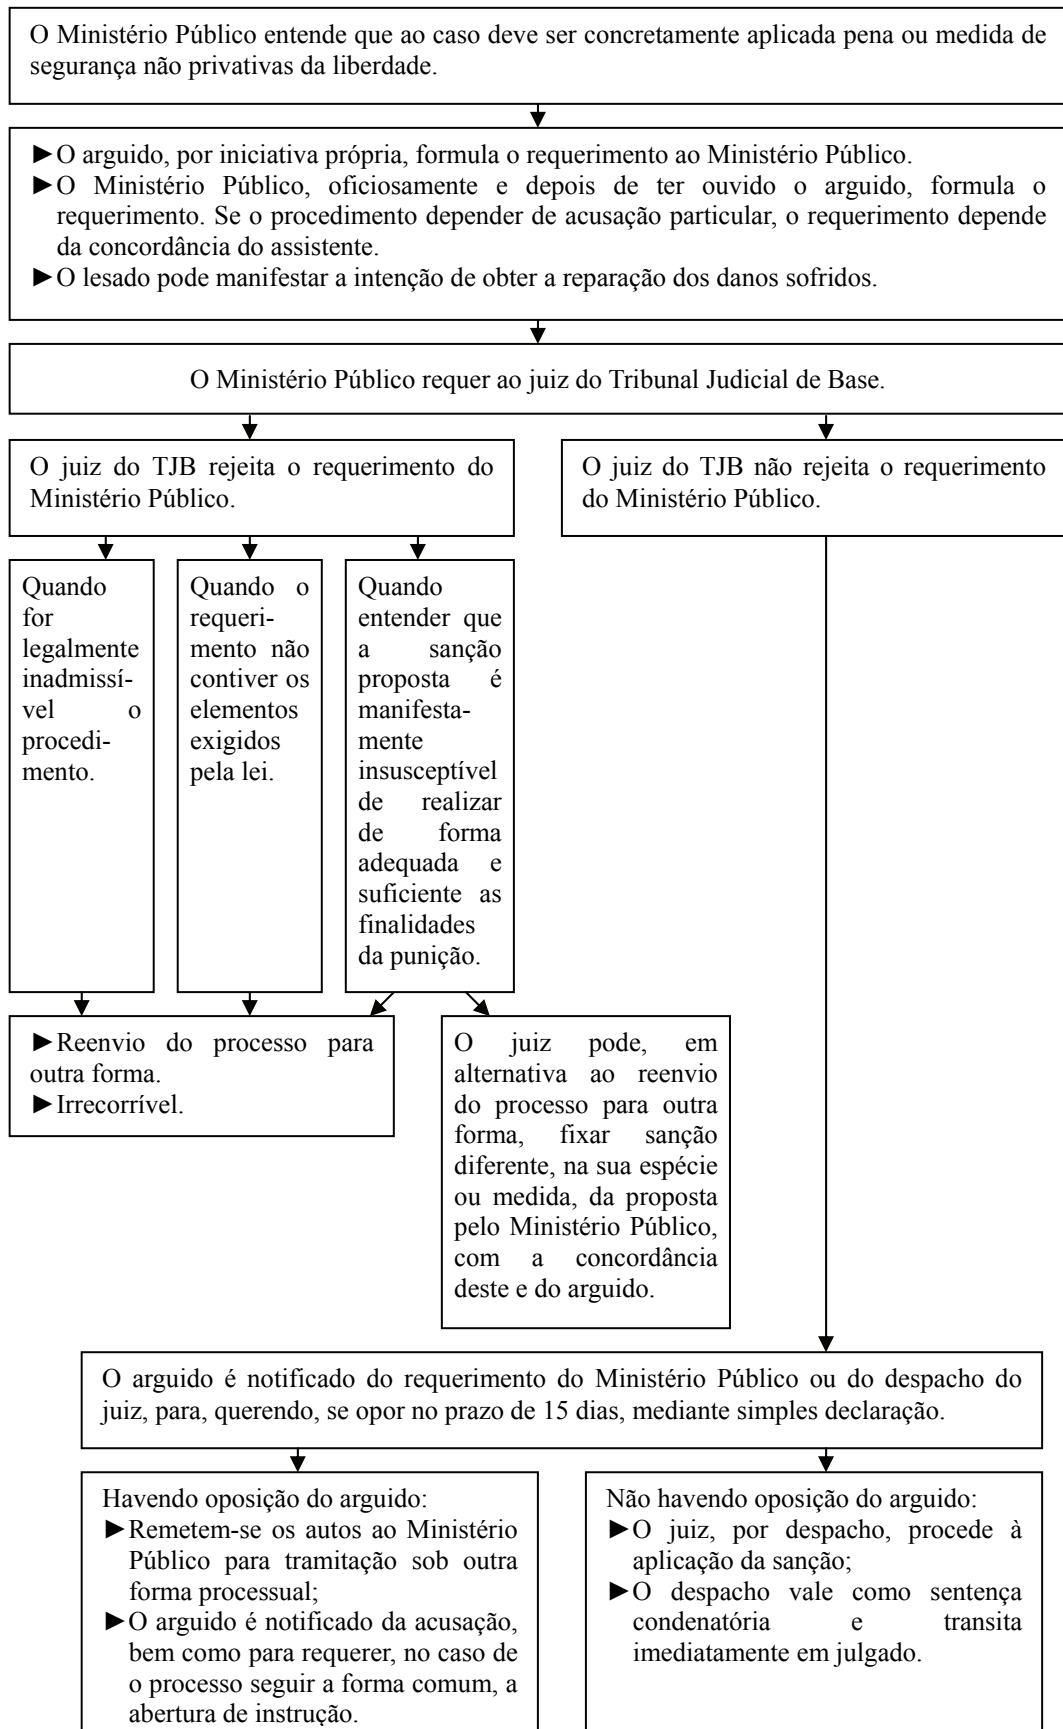 O Ministério Público entende que ao caso deve ser concretamente aplicada pena ou medida de
segurança não privativas da liberdade.
►O arguido, por iniciativa própria, formula o requerimento ao Ministério Público.
►O Ministério Público, oficiosamente e depois de ter ouvido o arguido, formula o
requerimento. Se o procedimento depender de acusação particular, o requerimento depende
da concordância do assistente.
►O lesado pode manifestar a intenção de obter a reparação dos danos sofridos.
O Ministério Público requer ao juiz do Tribunal Judicial de Base.
O juiz do TJB rejeita o requerimento do
Ministério Público.
O juiz do TJB não rejeita o requerimento
do Ministério Público.
Quando
for
legalmente
inadmissí-
vel o
procedi-
mento.
Quando o
requeri-
mento não
contiver os
elementos
exigidos
pela lei.
Quando
entender que
a sanção
proposta é
manifesta-
mente
insusceptível
de realizar
de forma
adequada e
suficiente as
finalidades
da punição.
►Reenvio do processo para
outra forma.
►Irrecorrível.
O juiz pode, em
alternativa ao reenvio
do processo para outra
forma, fixar sanção
diferente, na sua espécie
ou medida, da proposta
pelo Ministério Público,
com a concordância
deste e do arguido.
O arguido é notificado do requerimento do Ministério Público ou do despacho do
juiz, para, querendo, se opor no prazo de 15 dias, mediante simples declaração.
Havendo oposição do arguido:
►Remetem-se os autos ao Ministério
Público para tramitação sob outra
forma processual;
►O arguido é notificado da acusação,
bem como para requerer, no caso de
o processo seguir a forma comum, a
abertura de instrução.
Não havendo oposição do arguido:
►O juiz, por despacho, procede à
aplicação da sanção;
►O despacho vale como sentença
condenatória e transita
imediatamente em julgado.